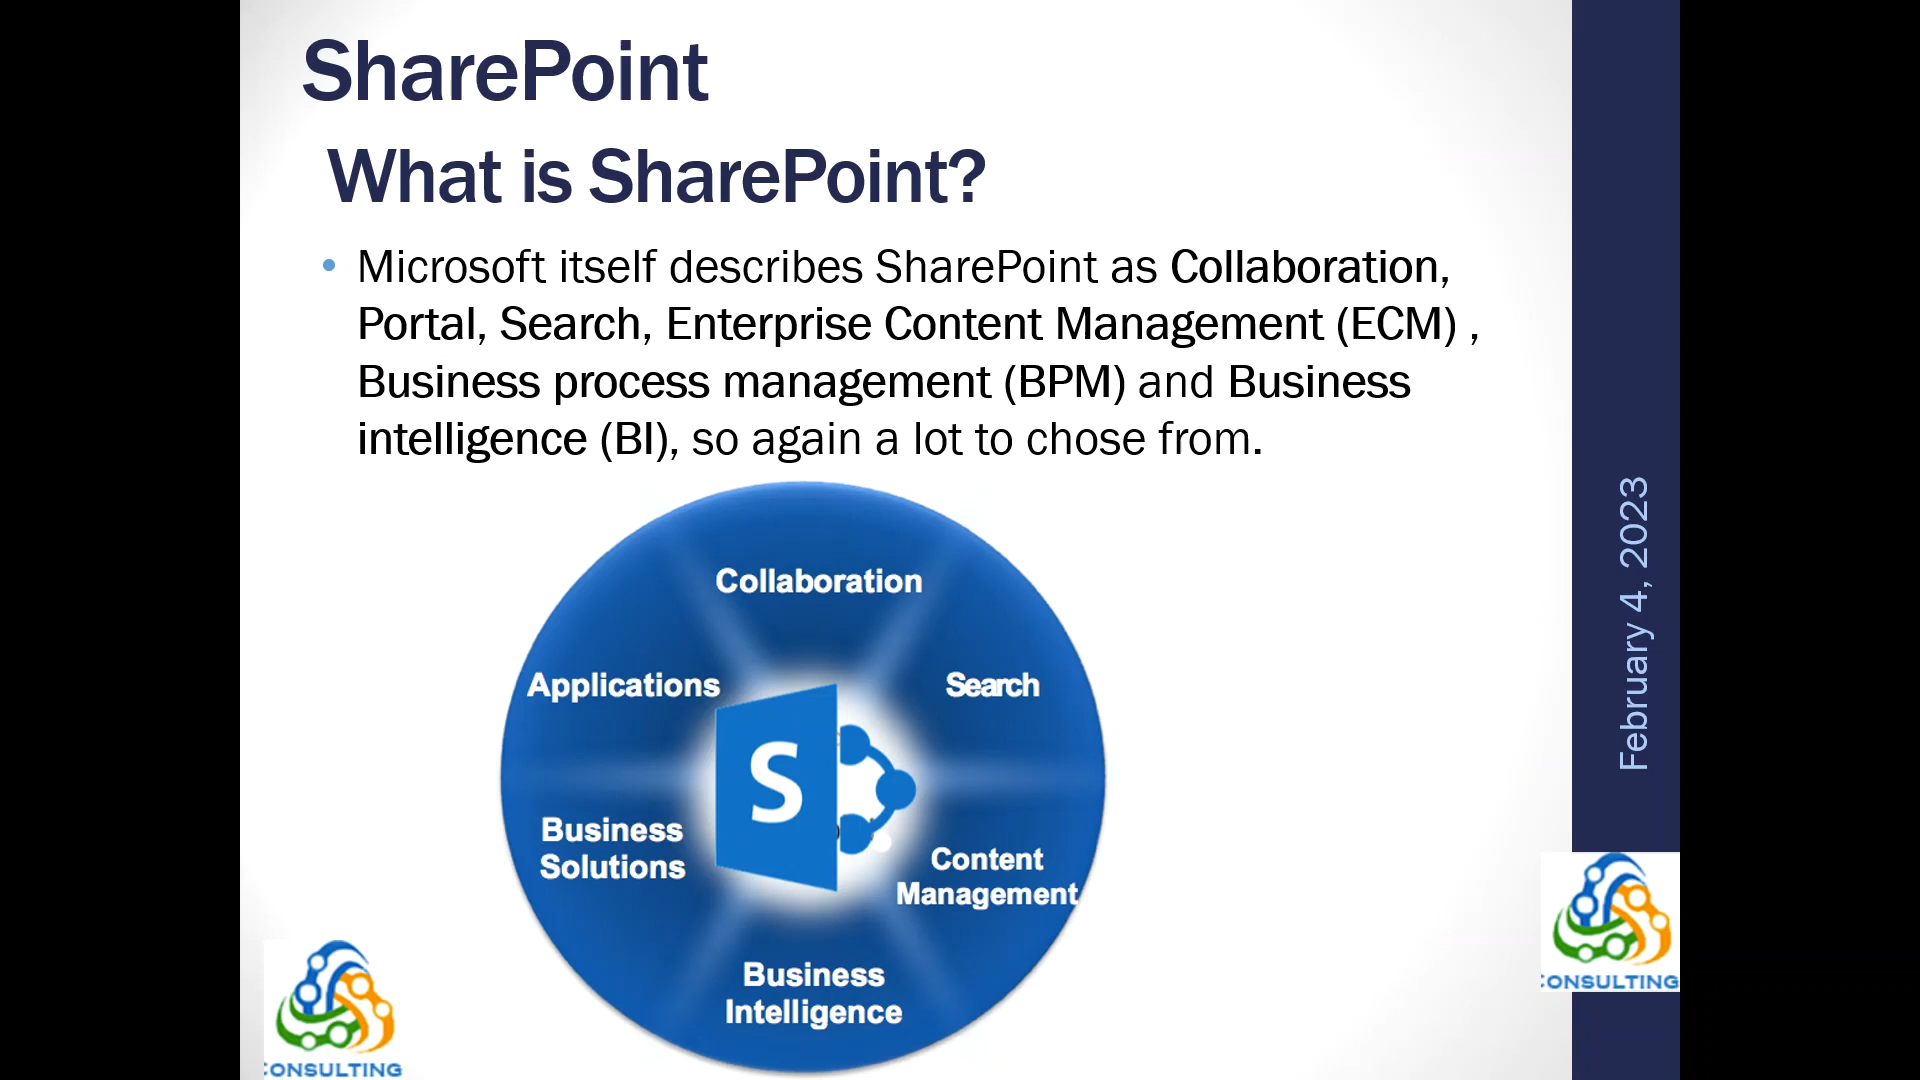 SharePoint
What is SharePoint?
• Microsoft itself describes SharePoint as Collaboration,
Portal, Search, Enterprise Content Management (ECM) ,
Business process management (BPM) and Business
intelligence (BI), so again a lot to chose from.
Collaboration
Applications
Search
S
Business
Solutions
Content
Management
Business
Intelligence
February 4, 2023
CONSULTING
CONSULTING